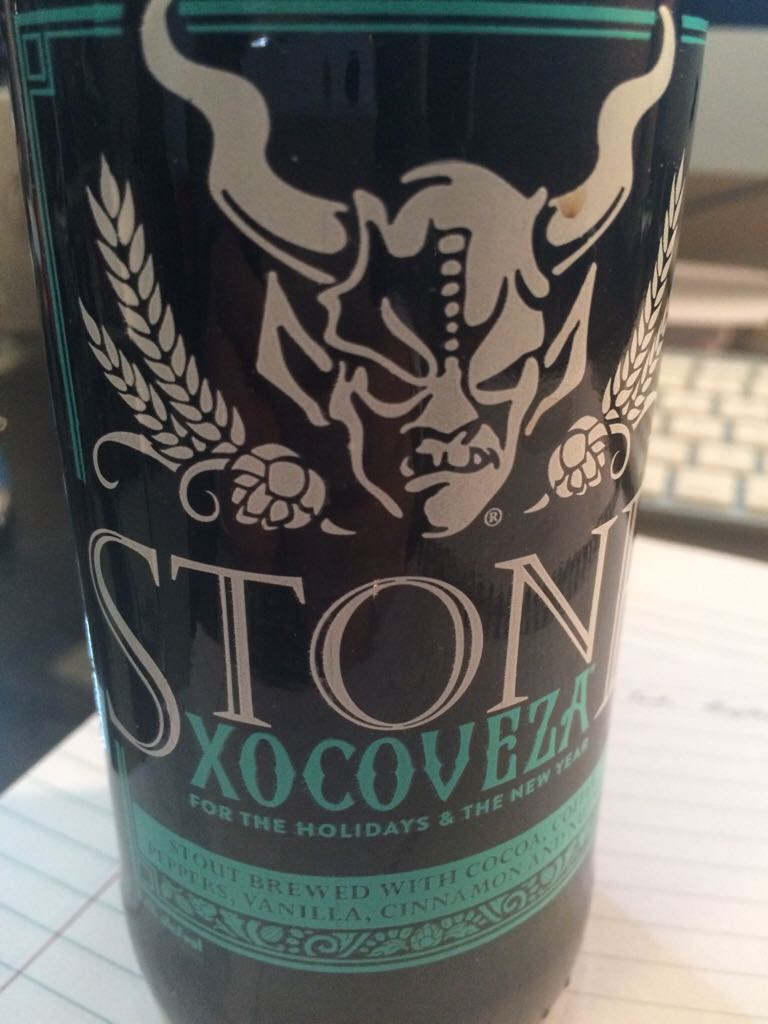 ®
STON
XOCOVEZA
FOR THE HOLIDAYS & THE NEW YEAR
STOUT BREWED WITH COCOA,
PEPPERS, VANILLA, CINNAMON AND